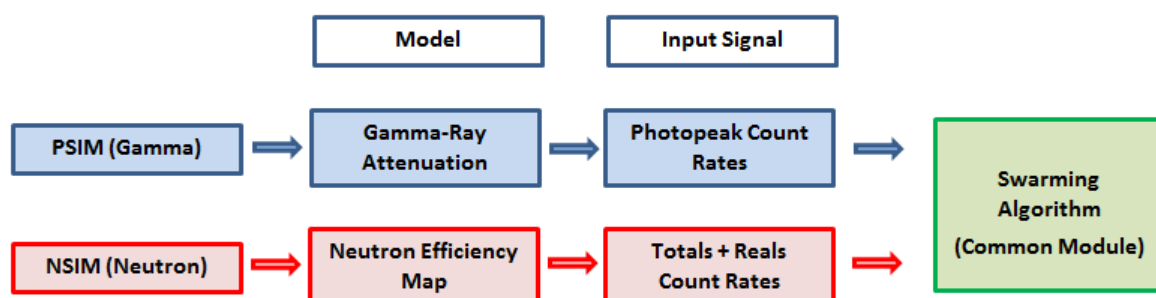 Model
Input Signal
PSIM (Gamma)
Gamma-Ray
Attenuation
Photopeak Count
Rates
Swarming
Algorithm
(Common Module)
NSIM (Neutron)
Neutron Efficiency
Map
Totals + Reals
Count Rates